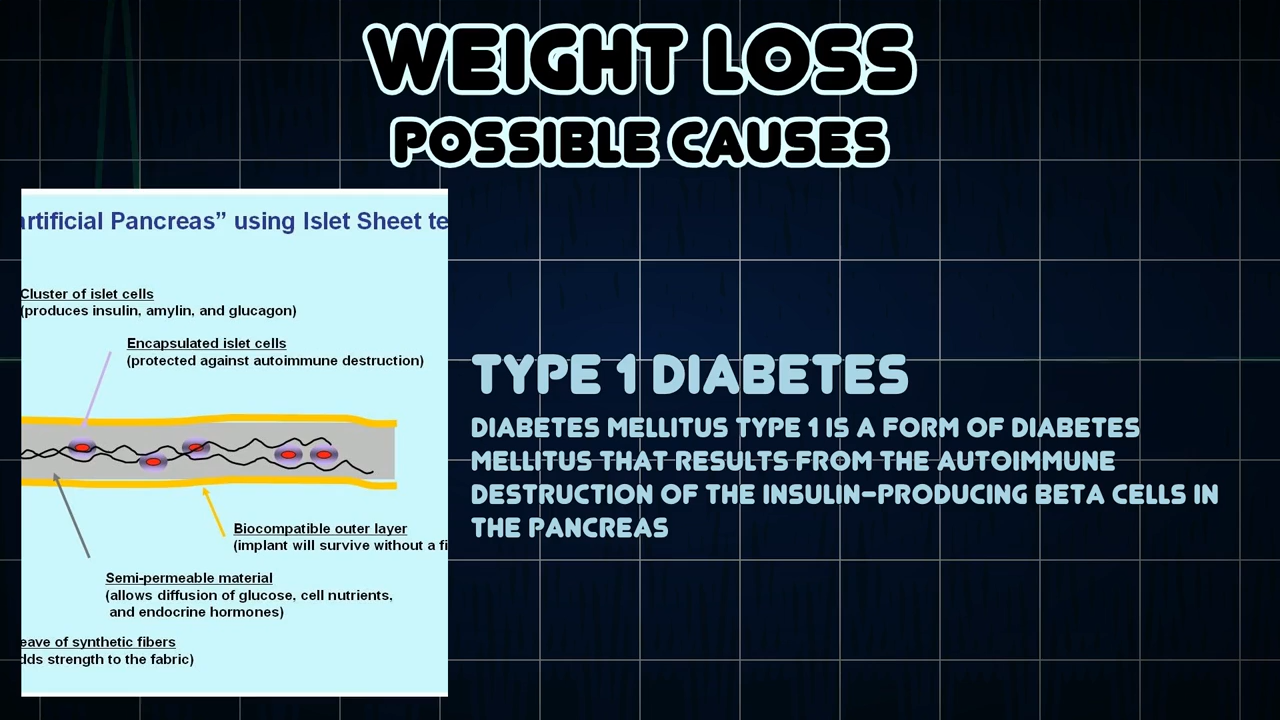 WEIGHT LOSS
POSSIBLE CAUSES
artificial Pancreas” using Islet Sheet te
Cluster of islet cells
(produces insulin, amylin, and glucagon)
Encapsulated islet cells
(protected against autoimmune destruction)
Biocompatible outer layer
(implant will survive without a fi
Semi-permeable material
(allows diffusion of glucose, cell nutrients,
and endocrine hormones)
eave of synthetic fibers
dds strength to the fabric)
TYPE 1 DIABETES
DIABETES MELLITUS TYPE 1 IS A FORM OF DIABETES
MELLITUS THAT RESULTS FROM THE AUTOIMMUNE
DESTRUCTION OF THE INSULIN-PRODUCING BETA CELLS IN
THE PANCREAS